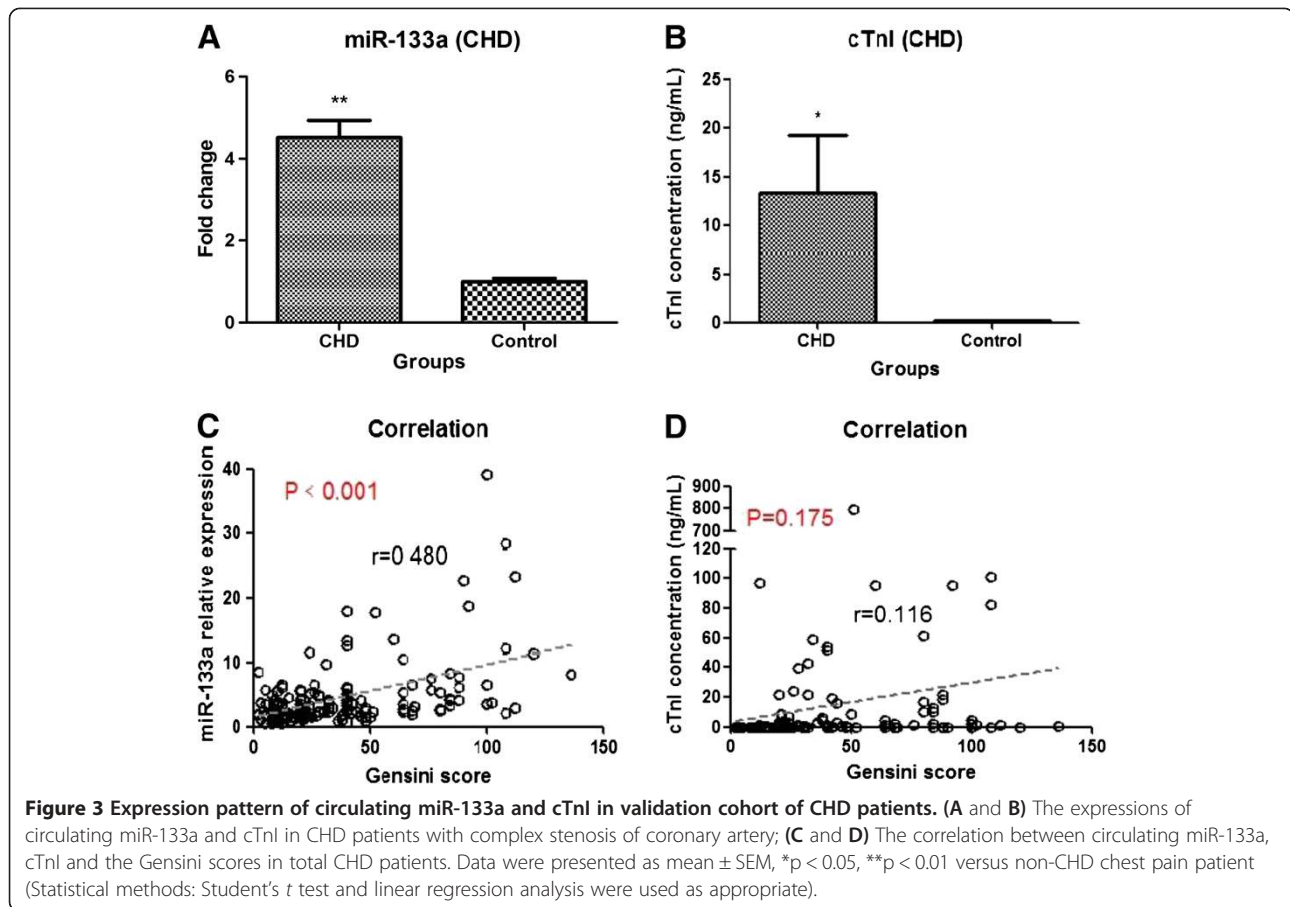 A
miR-133a (CHD)
6
4
2
0
**
Fold change
CHD
Control
Groups
B
cTnI (CHD)
25
20
15
10
5
0
*
cTnI concentration (ng/mL)
CHD
Control
Groups
C
Correlation
40
30
20
10
0
P < 0.001
r=0 480
miR-133a relative expression
0
50
100
150
Gensini score
D
Correlation
900
800
700
120
100
80
60
40
20
0
P=0.175
r=0.116
cTnI concentration (ng/mL)
0
50
100
150
Gensini score
Figure 3 Expression pattern of circulating miR-133a and cTnI in validation cohort of CHD patients. (A and B) The expressions of
circulating miR-133a and cTnI in CHD patients with complex stenosis of coronary artery; (C and D) The correlation between circulating miR-133a,
cTnI and the Gensini scores in total CHD patients. Data were presented as mean ± SEM, *p < 0.05, **p < 0.01 versus non-CHD chest pain patient
(Statistical methods: Student's t test and linear regression analysis were used as appropriate).